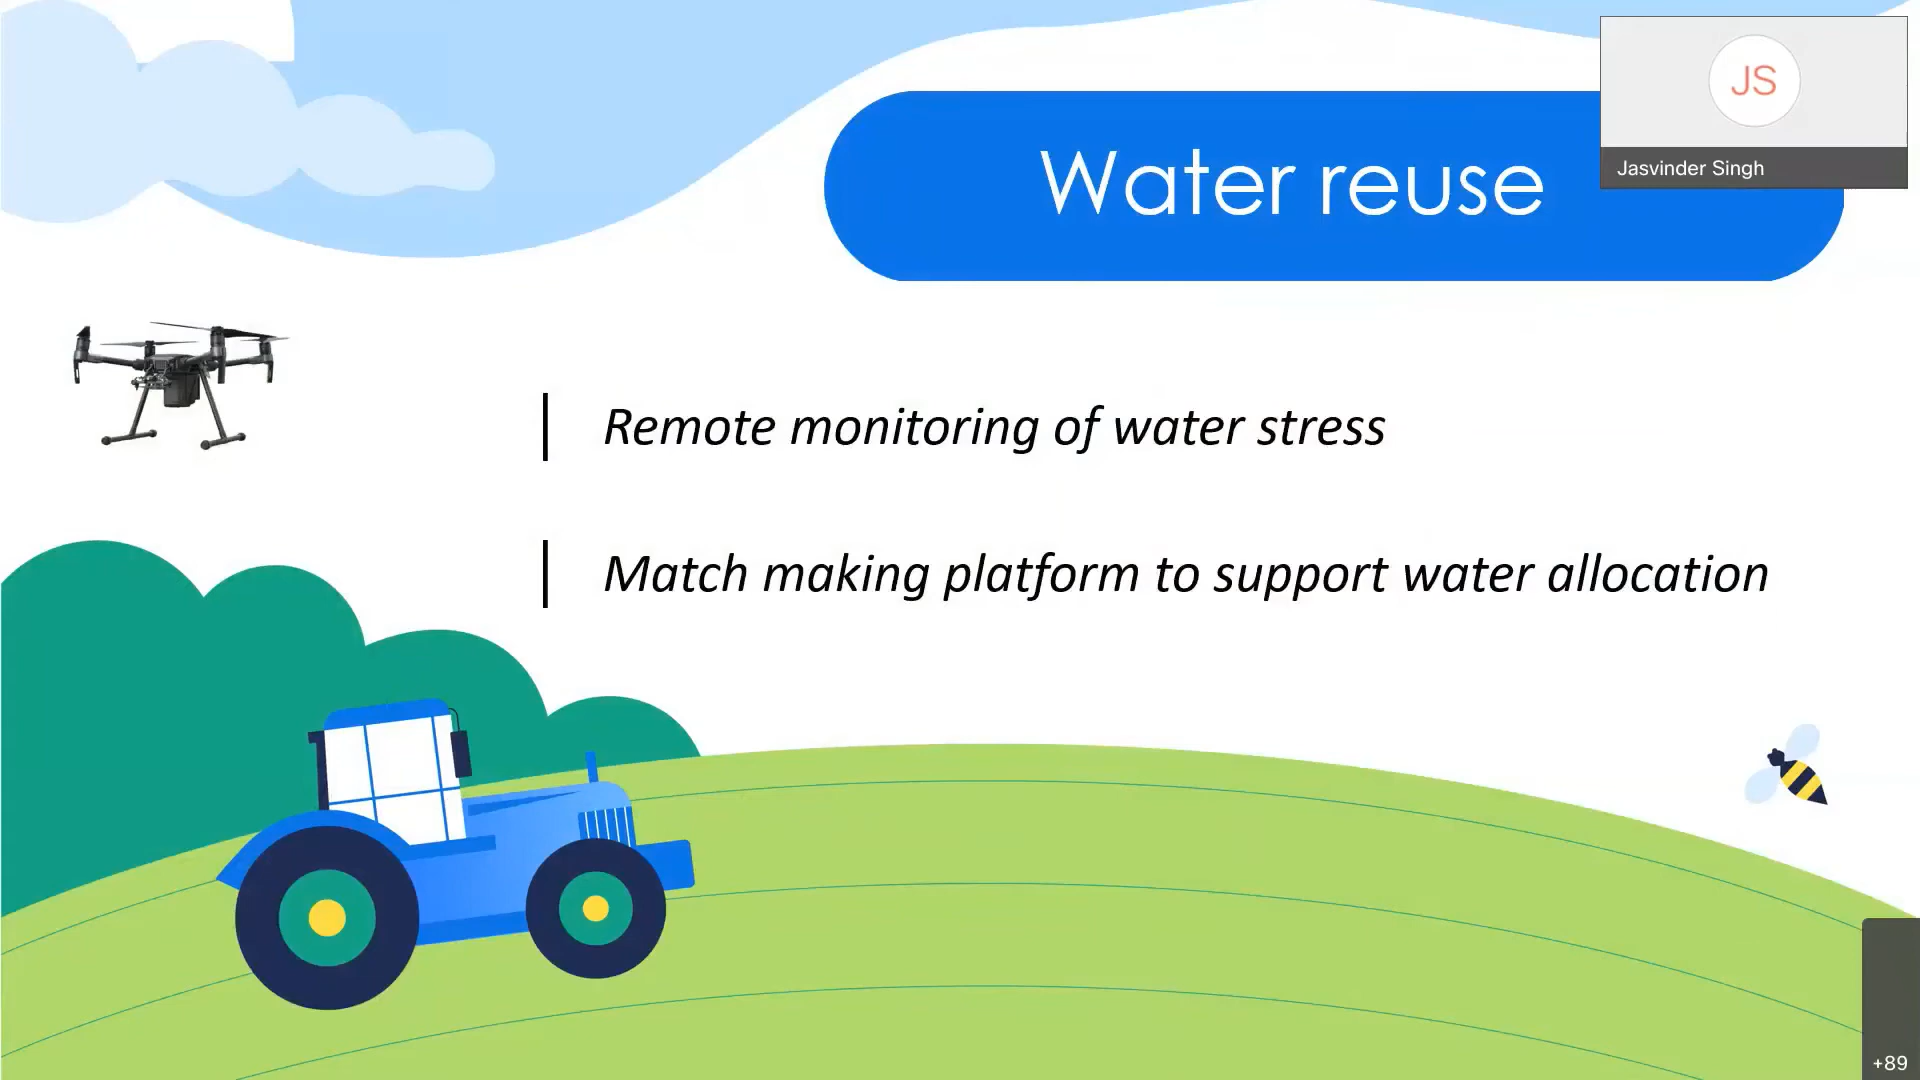 JS
Jasvinder Singh
Water reuse
Remote monitoring of water stress
Match making platform to support water allocation
+89